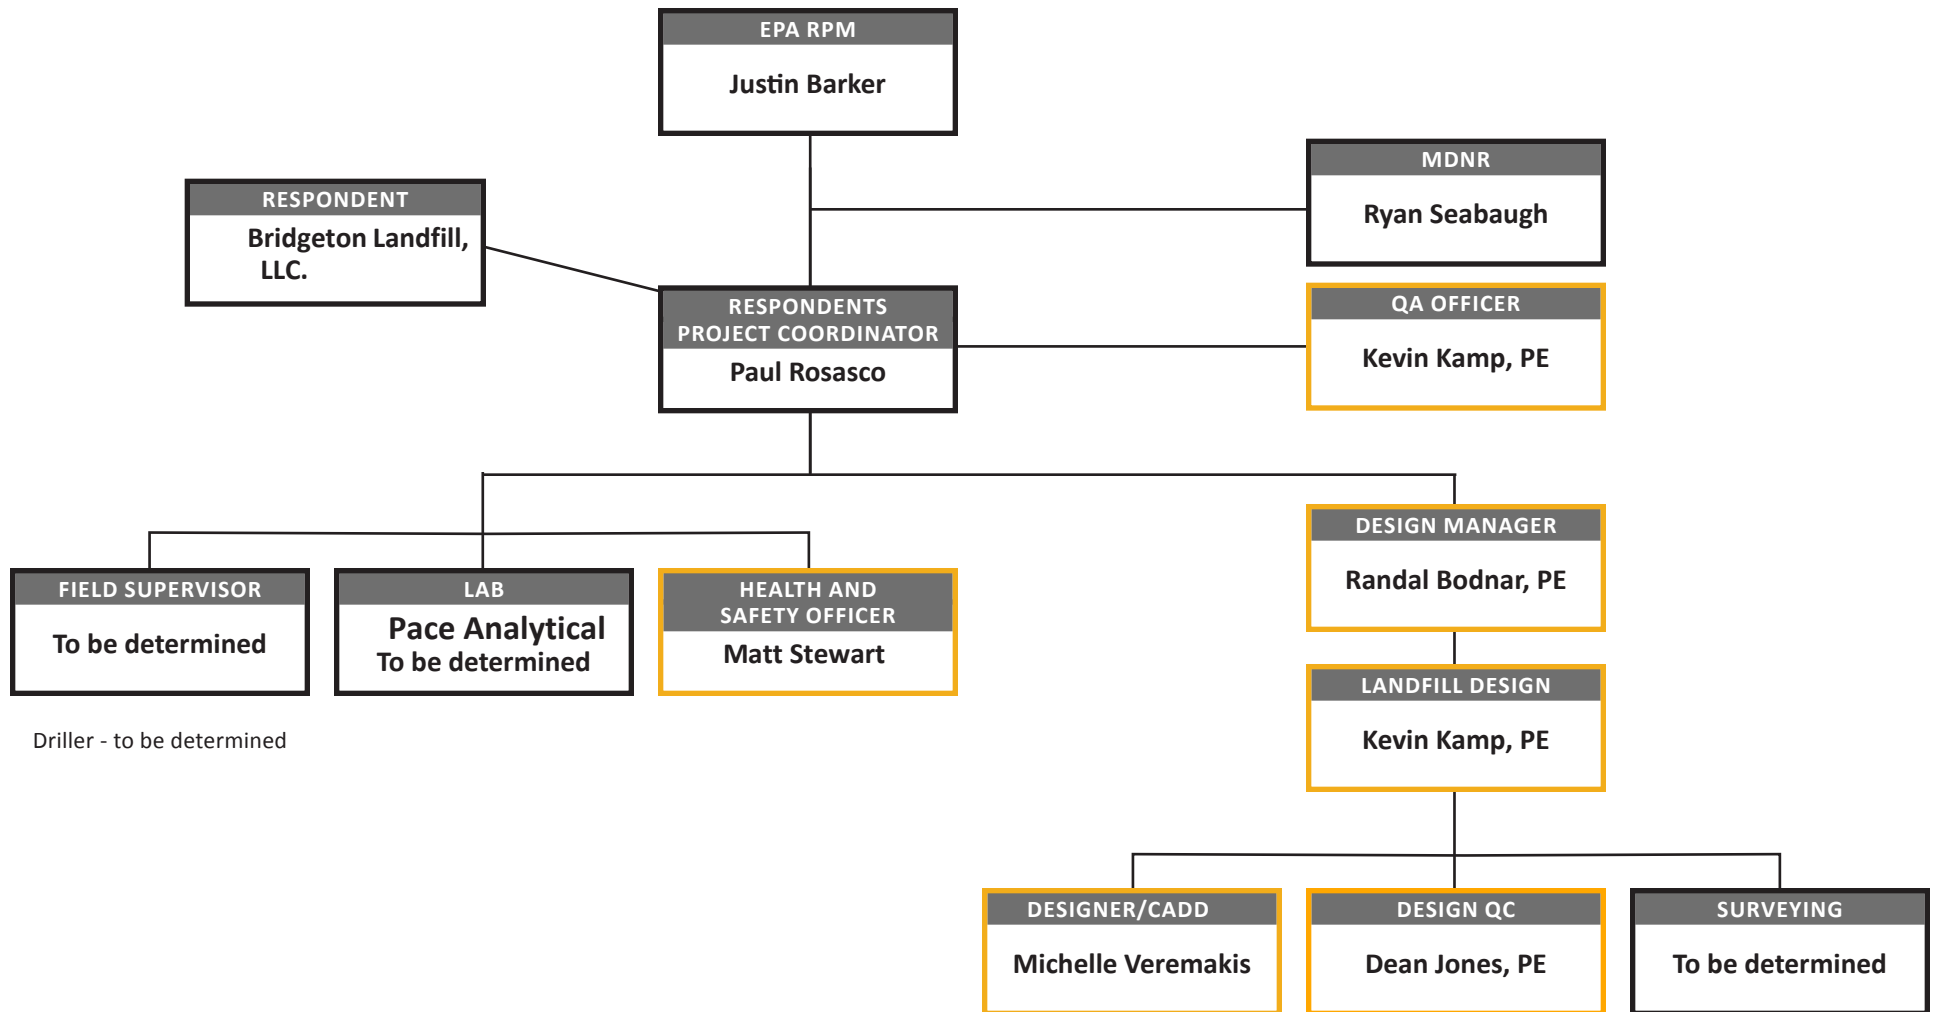 EPA RPM
Justin Barker
MDNR
Ryan Seabaugh
RESPONDENT
Bridgeton Landfill,
LLC.
RESPONDENTS
PROJECT COORDINATOR
Paul Rosasco
QA OFFICER
Kevin Kamp, PE
DESIGN MANAGER
Randal Bodnar, PE
FIELD SUPERVISOR
To be determined
LAB
Pace Analytical
To be determined
HEALTH AND
SAFETY OFFICER
Matt Stewart
LANDFILL DESIGN
Kevin Kamp, PE
Driller - to be determined
DESIGNER/CADD
Michelle Veremakis
DESIGN QC
Dean Jones, PE
SURVEYING
To be determined